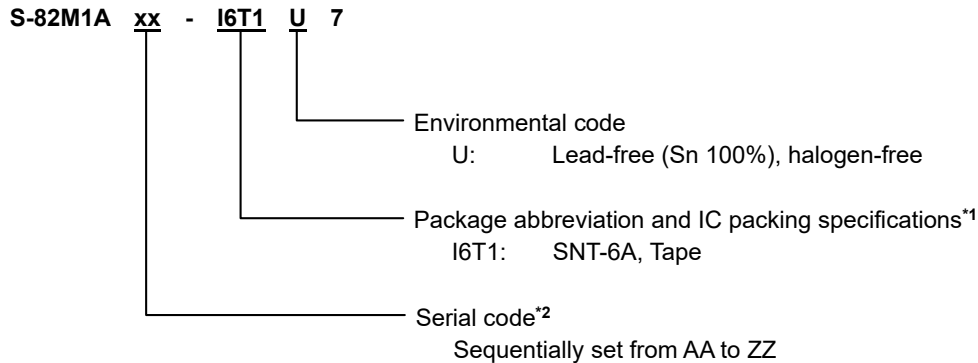 S-82M1A xx - I6T1 U 7
Environmental code
U: Lead-free (Sn 100%), halogen-free
Package abbreviation and IC packing specifications*1
I6T1: SNT-6A, Tape
Serial code*2
Sequentially set from AA to ZZ